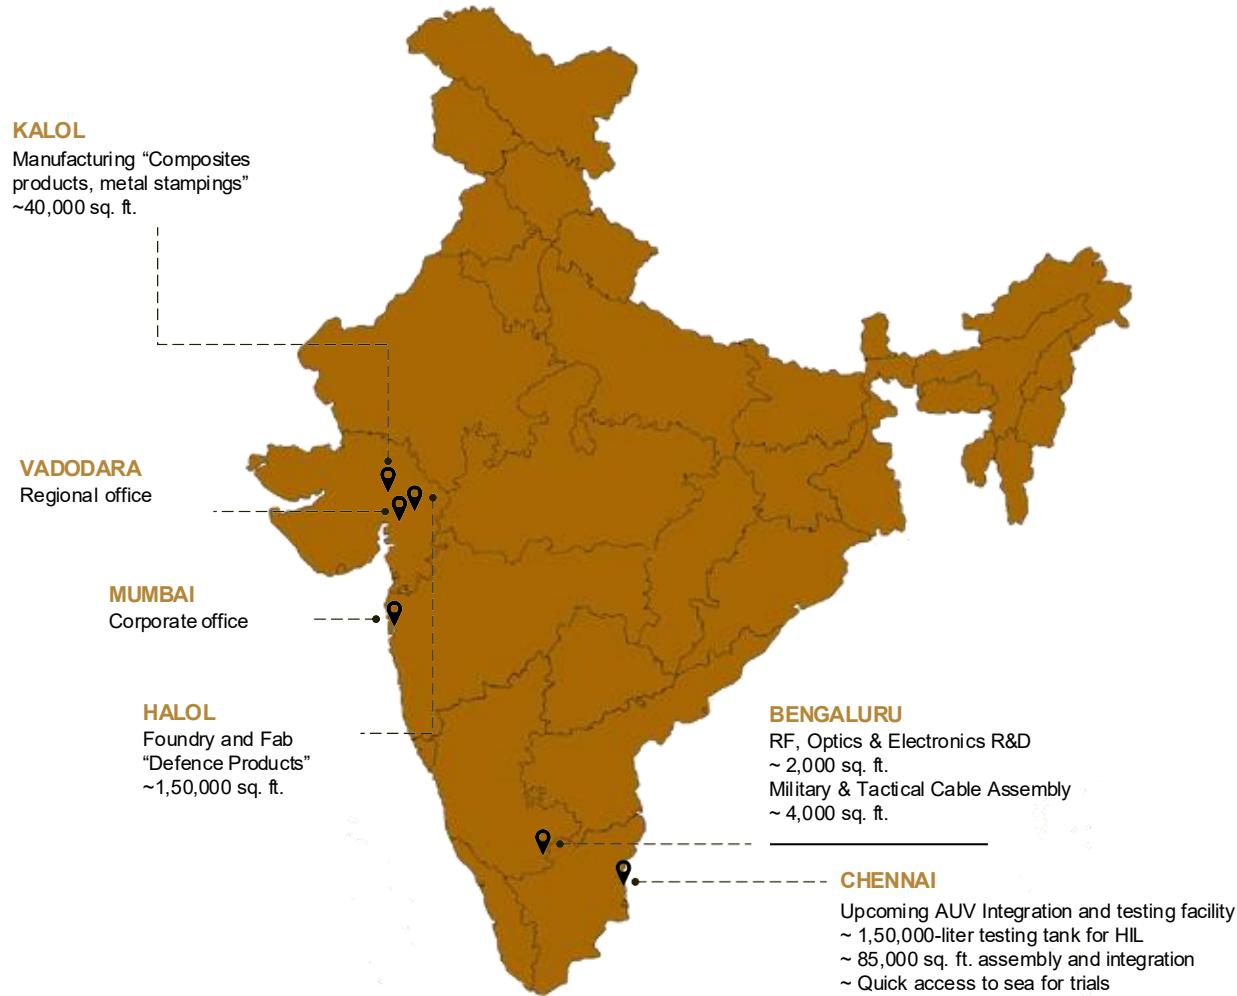 KALOL
Manufacturing “Composites
products, metal stampings”
~40,000 sq. ft.
VADODARA
Regional office
MUMBAI
Corporate office
HALOL
Foundry and Fab
“Defence Products”
~1,50,000 sq. ft.
BENGALURU
RF, Optics & Electronics R&D
~ 2,000 sq. ft.
Military & Tactical Cable Assembly
~ 4,000 sq. ft.
CHENNAI
Upcoming AUV Integration and testing facility
~ 1,50,000-liter testing tank for HIL
~ 85,000 sq. ft. assembly and integration
~ Quick access to sea for trials